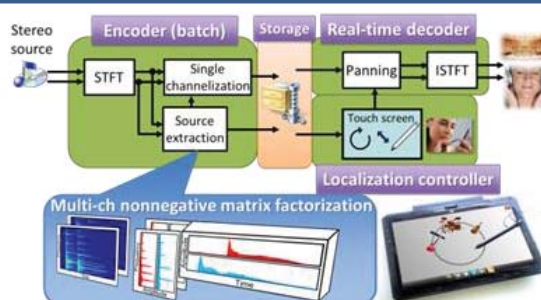 Stereo
source
Encoder (batch)
Storage
Real-time decoder
STFT
Single
channelization
Panning
ISTFT
Source
extraction
Touch screen
Localization controller
Multi-ch nonnegative matrix factorization
Time